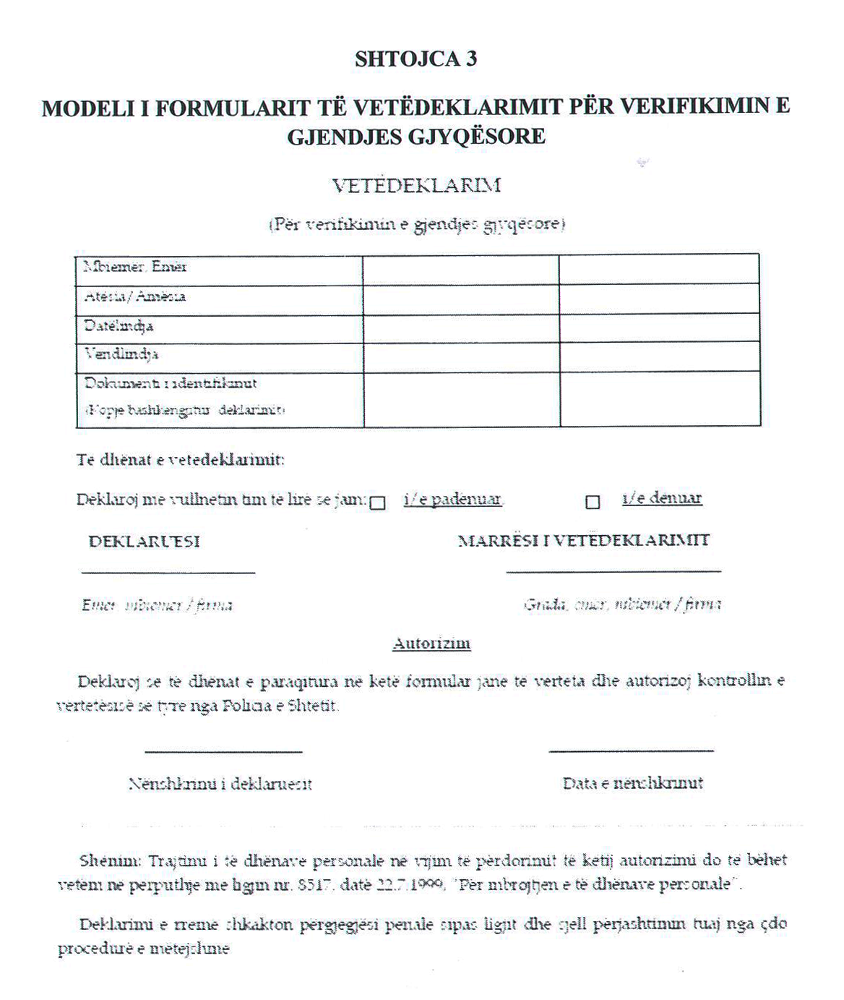 SHTOJCA 3
MODELI I FORMULARIT TË VETËDEKLARIMIT PËR VERIFIKIMIN E
GJENDJES GJYQËSORE
VETËDEKLARIM
(Për verifikimin e gjendjes gjyqësore)
Mbiemër, Emër
Atësia/ Amësia
Datëlindja
Vendlindja
Dokumenti i identifikimit
(Kopje bashkëngjitur deklarimit)
Të dhënat e vetëdeklarimit:
Deklaroj me vullnetin tim të lirë se jam: i/e padënuar i/e dënuar
DEKLARUESI MARRËSI I VETËDEKLARIMIT
Emër, mbiemër / firma Grada, emër, mbiemër / firma
Autorizim
Deklaroj se të dhënat e paraqitura në këtë formular janë të vërteta dhe autorizoj kontrollin e
vërtetësisë së tyre nga Policia e Shtetit.
Nënshkrimi i deklaruesit Data e nënshkrimit
Shënim: Trajtimi i të dhënave personale në vijim të përdorimit të këtij autorizimi do të bëhet
vetëm në përputhje me ligjin nr. 8517, datë 22.7.1999, "Për mbrojtjen e të dhënave personale".
Deklarimi e rremë shkakton përgjegjësi penale sipas ligjit dhe sjell përjashtimin tuaj nga çdo
procedurë e mëtejshme